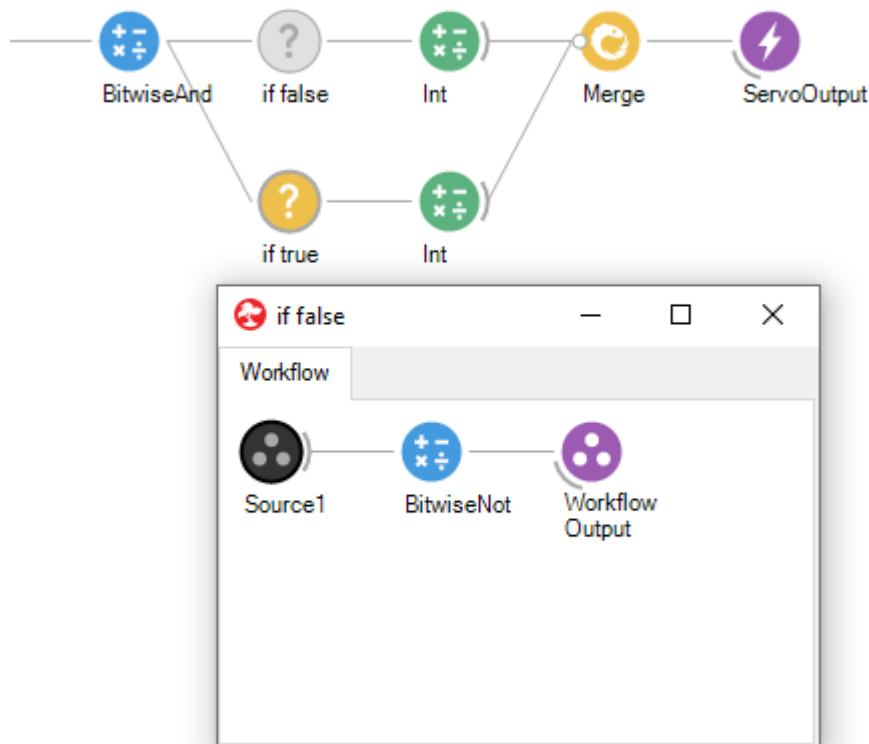 BitwiseAnd
if false
Int
Merge
ServoOutput
if true
Int
if false
Workflow
Source1
BitwiseNot
Workflow
Output